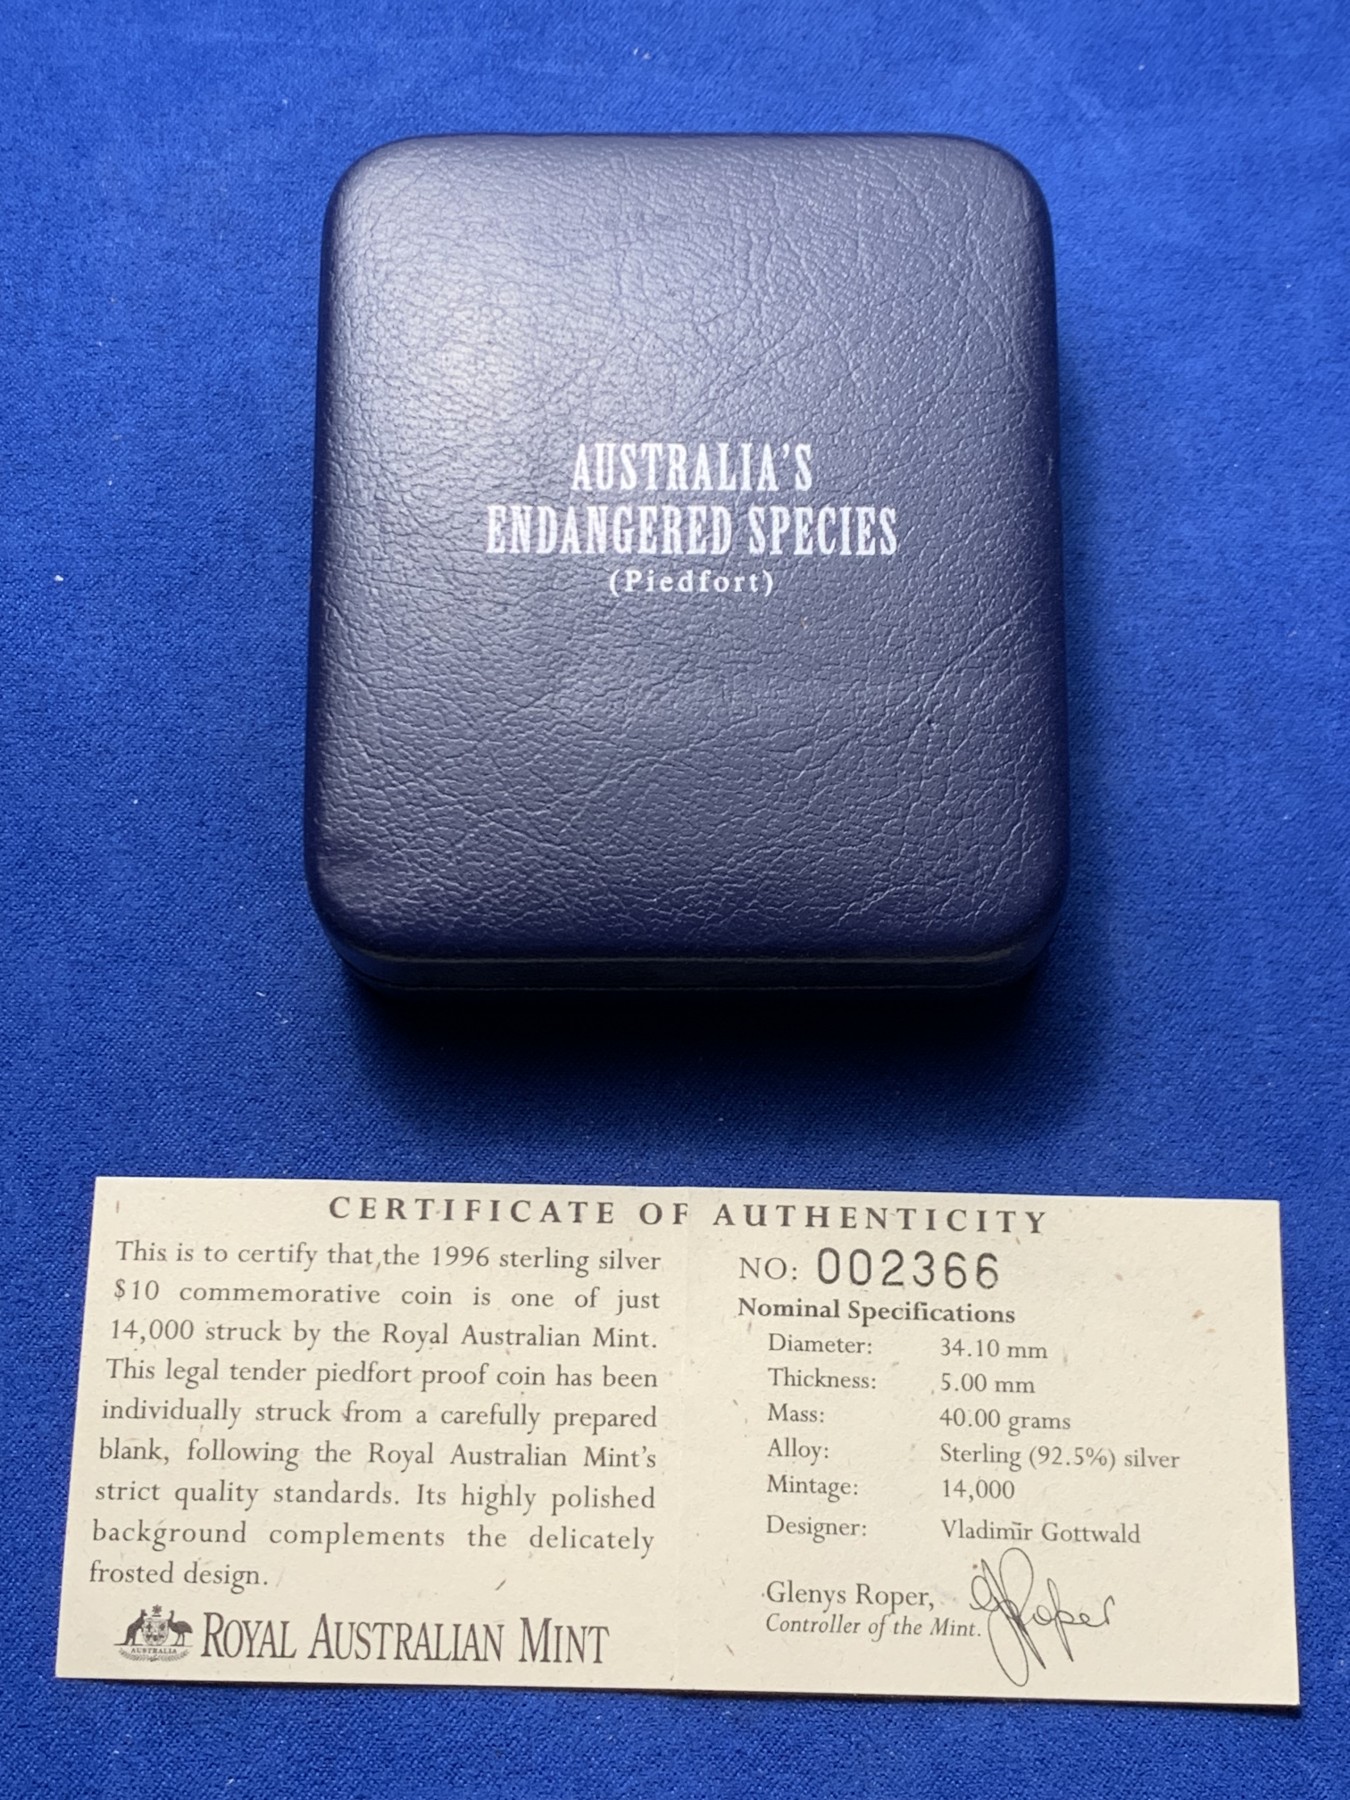 AUSTRALIA'S
ENDANGERED SPECIES
(Piedfort)
CERTIFICATE OF AUTHENTICITY
This is to certify that the 1996 sterling silver
$10 commemorative coin is one of just
14,000 struck by the Royal Australian Mint.
This legal tender piedfort proof coin has been
individually struck from a carefully prepared
blank, following the Royal Australian Mint's
strict quality standards. Its highly polished
background complements the delicately
frosted design.
AUSTRALIA
ROYAL AUSTRALIAN MINT
NO: 002366
Nominal Specifications
Diameter: 34.10 mm
Thickness: 5.00 mm
Mass: 40.00 grams
Alloy: Sterling (92.5%) silver
Mintage: 14,000
Designer: Vladimir Gottwald
Glenys Roper, GRoper
Controller of the Mint.